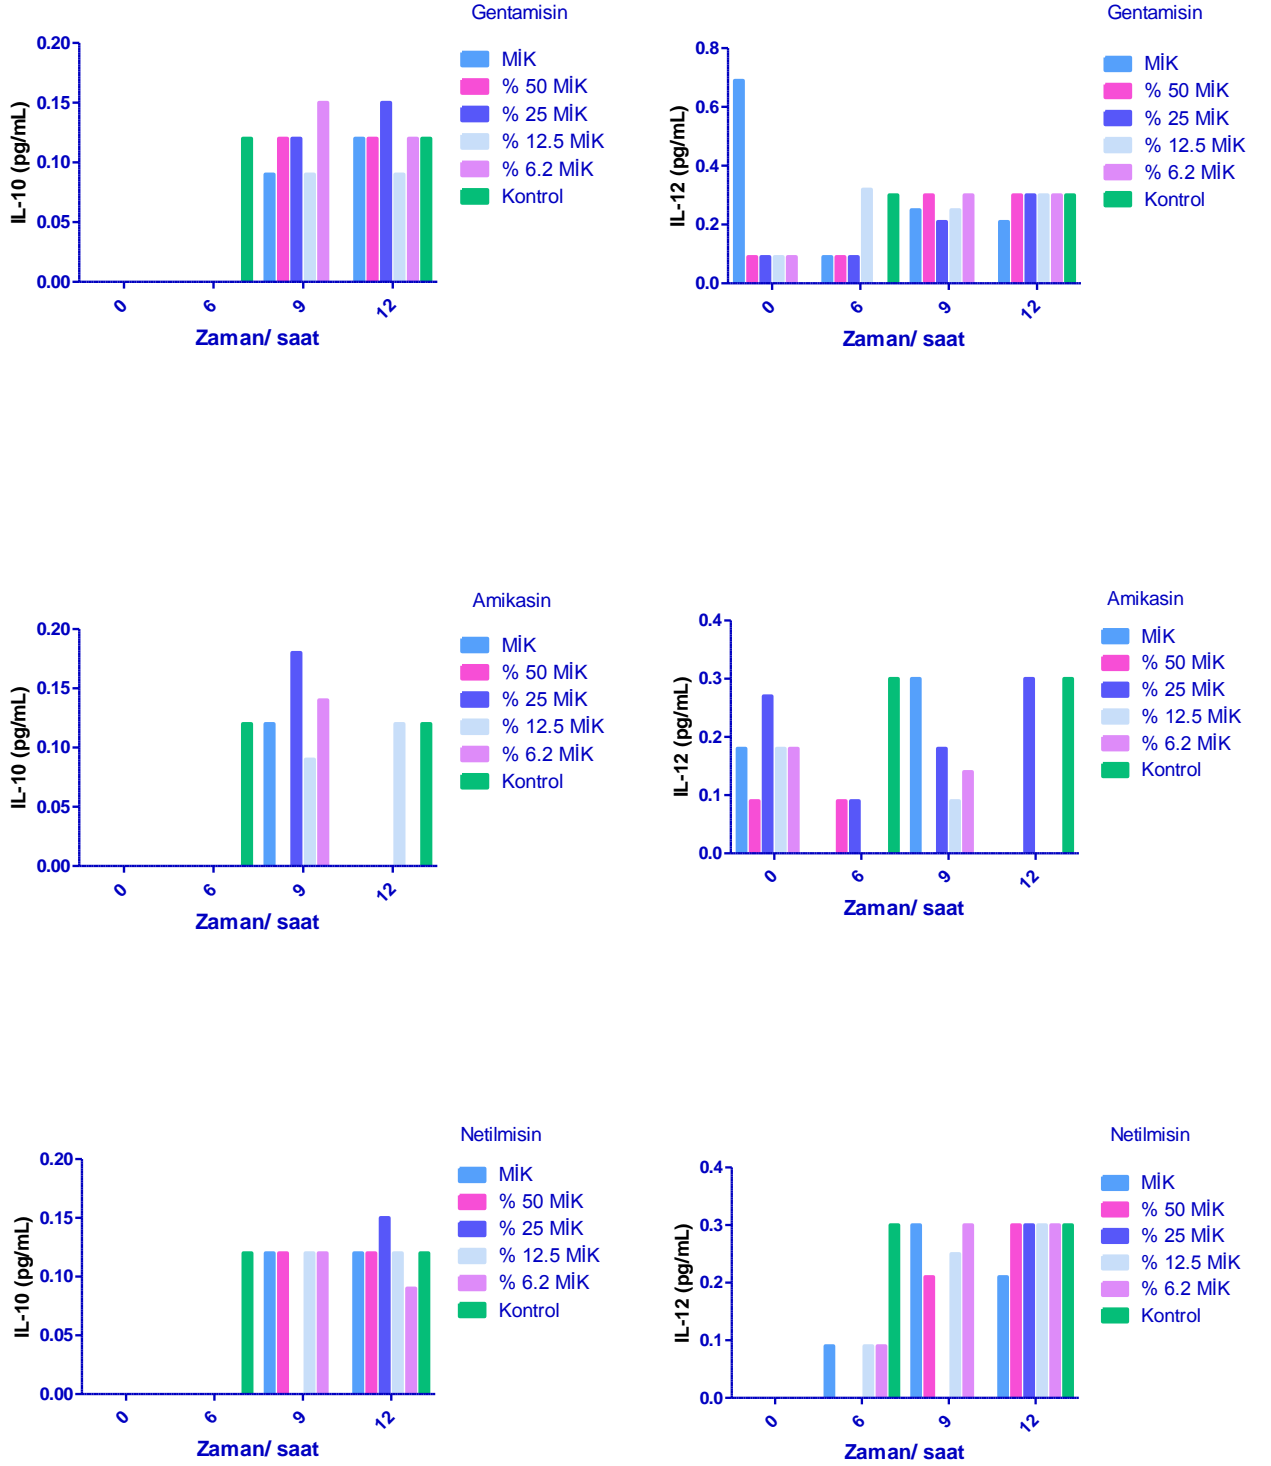 Gentamisin
0.20
0.15
0.10
0.05
0.00
IL-10 (pg/mL)
0
6
9
12
Zaman/ saat
MİK
% 50 MİK
% 25 MİK
% 12.5 MİK
% 6.2 MİK
Kontrol
Gentamisin
0.8
0.6
0.4
0.2
0.0
IL-12 (pg/mL)
0
6
9
12
Zaman/ saat
MİK
% 50 MİK
% 25 MİK
% 12.5 MİK
% 6.2 MİK
Kontrol
Amikasin
0.20
0.15
0.10
0.05
0.00
IL-10 (pg/mL)
0
6
9
12
Zaman/ saat
MİK
% 50 MİK
% 25 MİK
% 12.5 MİK
% 6.2 MİK
Kontrol
Amikasin
0.4
0.3
0.2
0.1
0.0
IL-12 (pg/mL)
0
6
9
12
Zaman/ saat
MİK
% 50 MİK
% 25 MİK
% 12.5 MİK
% 6.2 MİK
Kontrol
Netilmisin
0.20
0.15
0.10
0.05
0.00
IL-10 (pg/mL)
0
6
9
12
Zaman/ saat
MİK
% 50 MİK
% 25 MİK
% 12.5 MİK
% 6.2 MİK
Kontrol
Netilmisin
0.4
0.3
0.2
0.1
0.0
IL-12 (pg/mL)
0
6
9
12
Zaman/ saat
MİK
% 50 MİK
% 25 MİK
% 12.5 MİK
% 6.2 MİK
Kontrol